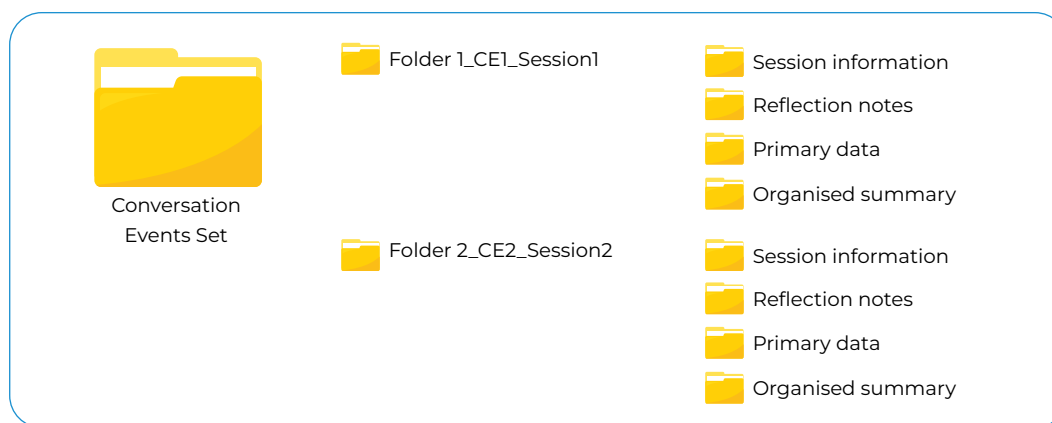 Conversation
Events Set
Folder 1_CE1_Session1
Session information
Reflection notes
Primary data
Organised summary
Folder 2_CE2_Session2
Session information
Reflection notes
Primary data
Organised summary